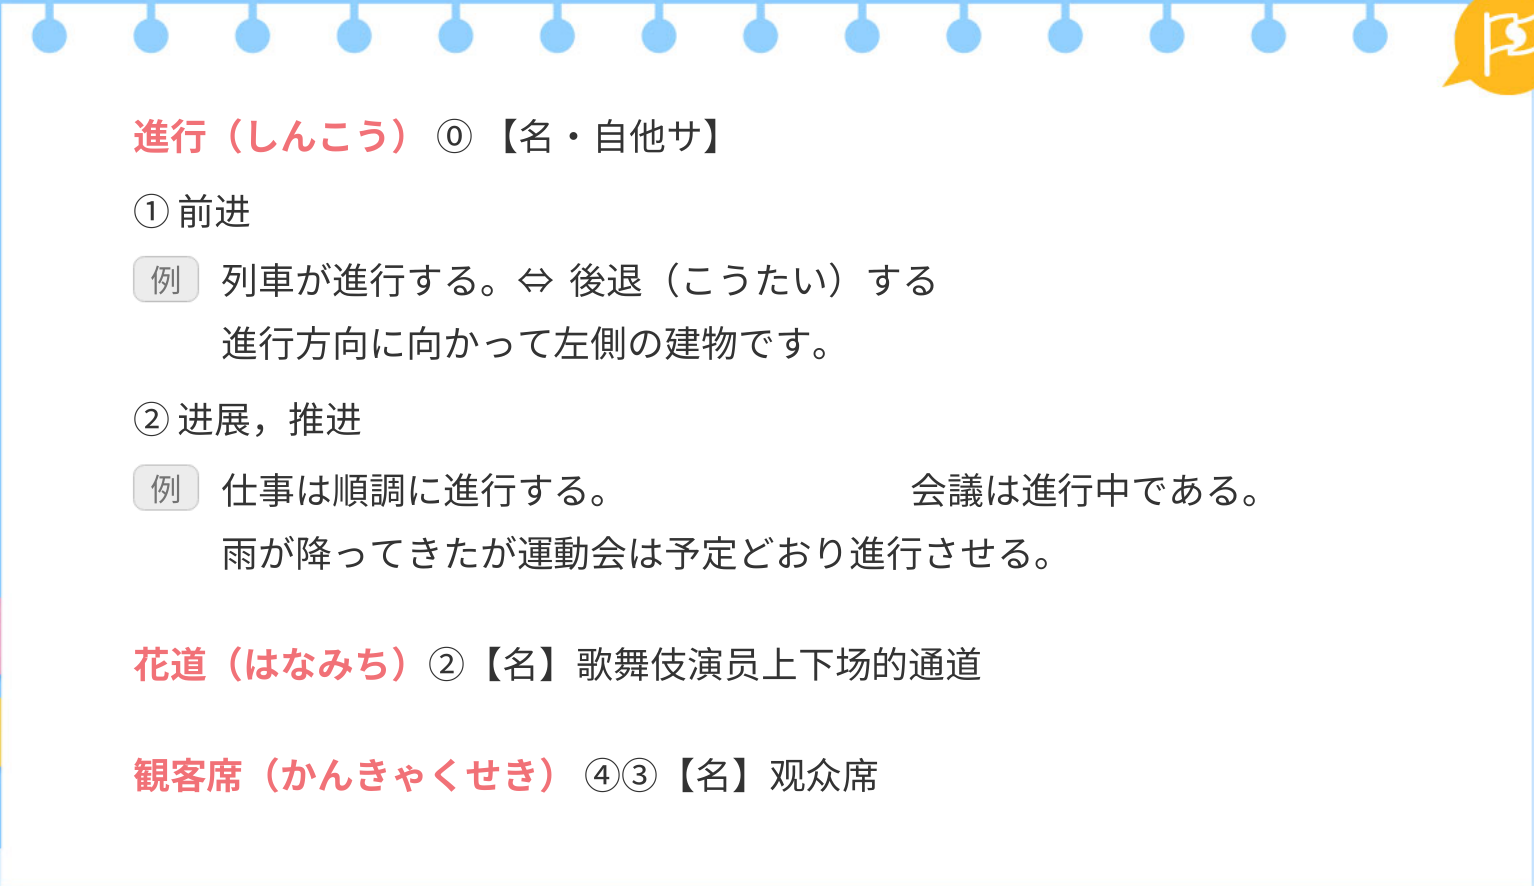 進行（しんこう） ⓪ 【名・自他サ】
① 前进
例 列車が進行する。⇔ 後退（こうたい）する
進行方向に向かって左側の建物です。
② 进展，推进
例 仕事は順調に進行する。 会議は進行中である。
雨が降ってきたが運動会は予定どおり進行させる。
花道（はなみち）②【名】歌舞伎演员上下场的通道
観客席（かんきゃくせき） ④③【名】观众席